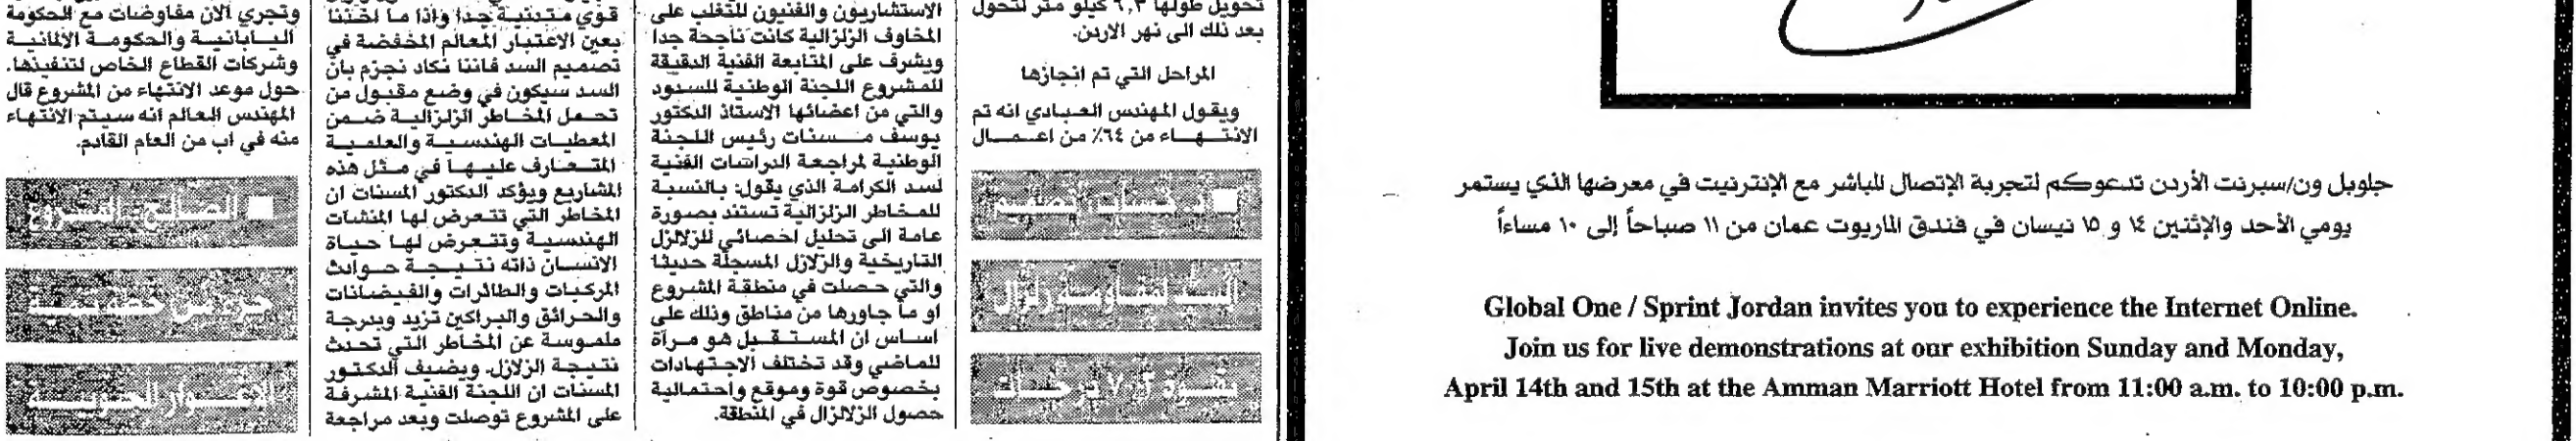 تحويل طولها ٦,٣ كيلو متر لتحول
بعد ذلك الى نهر الاردن.
المراحل التي تم انجازها
ويقول المهندس العبادي انه تم
الانتهاء من ٦٤٪ من اعمال
السد لمقاومة زلزال
بقوة ٧,٢ درجات
الاستشاريون والفنيون للتغلب على
المخاوف الزلزالية كانت ناجحة جدا
ويشرف على المتابعة الفنية الدقيقة
للمشروع اللجنة الوطنية للسدود
والتي من اعضائها الاستاذ الدكتور
يوسف مسنات رئيس اللجنة
الوطنية لمراجعة الدراسات الفنية
لسد الكرامة الذي يقول: بالنسبة
للمخاطر الزلزالية تستند بصورة
عامة الى تحليل احصائي للزلازل
التاريخية والزلازل المسجلة حديثا
والتي حصلت في منطقة المشروع
او ما جاورها من مناطق وذلك على
اساس ان المستقبل هو مرآة
للماضي وقد تختلف الاجتهادات
بخصوص قوة وموقع واحتمالية
حصول الزلازال في المنطقة.
قوي متدنية جدا واذا ما اخذنا
بعين الاعتبار المعالم المخفضة في
تصميم السد فاننا نكاد نجزم بان
السد سيكون في وضع مقبول من
تحمل المخاطر الزلزالية ضمن
المعطيات الهندسية والعلمية
المتعارف عليها في مثل هذه
المشاريع ويؤكد الدكتور المسنات ان
المخاطر التي تتعرض لها المنشات
الهندسية وتتعرض لها حياة
الانسان ذاته نتيجة حوادث
المركبات والطائرات والفيضانات
والحرائق والبراكين تزيد وبدرجة
ملموسة عن المخاطر التي تحدث
نتيجة الزلازل. ويضيف الدكتور
المسنات ان اللجنة الفنية المشرفة
على المشروع توصلت وبعد مراجعة
وتجري الان مفاوضات مع الحكومة
اليابانية والحكومة الالمانية
وشركات القطاع الخاص لتنفيذها.
حول موعد الانتهاء من المشروع قال
المهندس العالم انه سيتم الانتهاء
منه في اب من العام القادم.
جلوبل ون/سبرنت الأردن تدعوكم لتجربة الإتصال المباشر مع الإنترنيت في معرضها الذي يستمر
يومي الأحد والإثنين ١٤ و ١٥ نيسان في فندق الماريوت عمان من ١١ صباحاً إلى ١٠ مساءاً
Global One / Sprint Jordan invites you to experience the Internet Online.
Join us for live demonstrations at our exhibition Sunday and Monday,
April 14th and 15th at the Amman Marriott Hotel from 11:00 a.m. to 10:00 p.m.